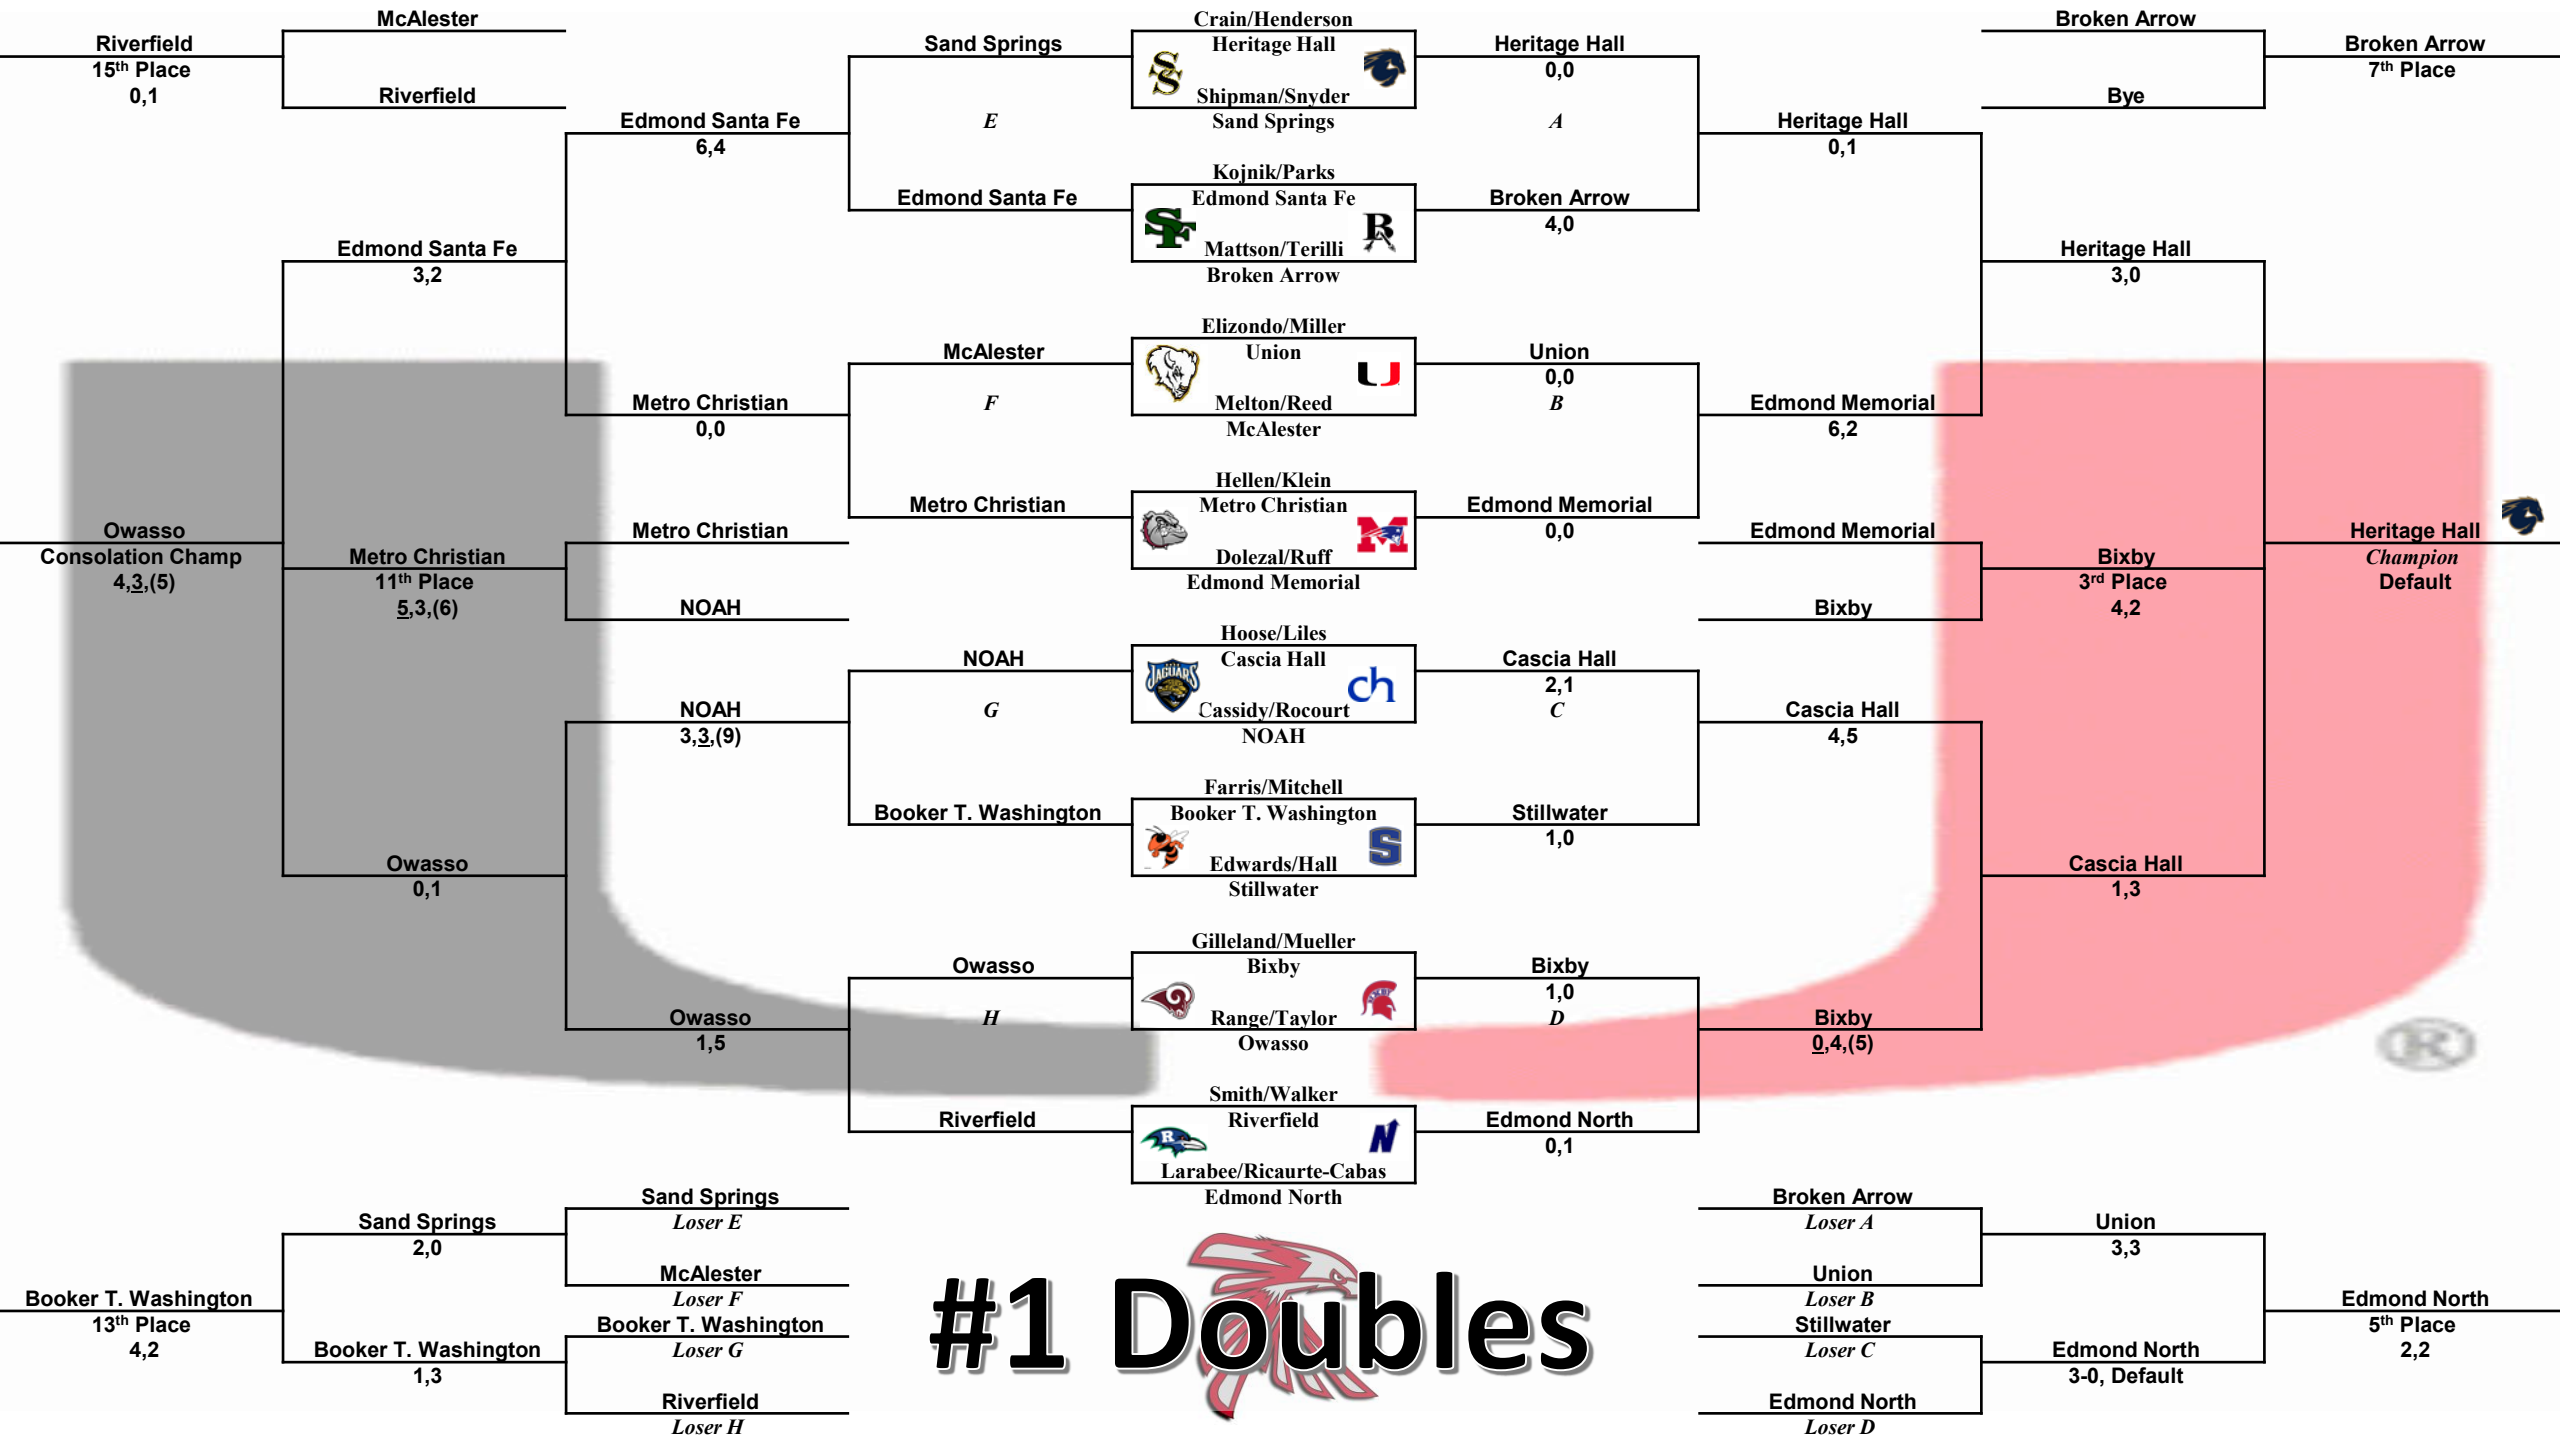 McAlester
Riverfield
15th Place
0,1
Riverfield
Edmond Santa Fe
6,4
Edmond Santa Fe
3,2
Metro Christian
0,0
Owasso
Consolation Champ
4,3,(5)
Metro Christian
11th Place
5,3,(6)
Metro Christian
NOAH
NOAH
3,3,(9)
Owasso
0,1
Owasso
1,5
Sand Springs
E
Edmond Santa Fe
McAlester
F
Metro Christian
NOAH
G
Booker T. Washington
Owasso
H
Riverfield
Crain/Henderson
Heritage Hall
SS
Shipman/Snyder
Sand Springs
Kojnik/Parks
Edmond Santa Fe
SF
B
Mattson/Terilli
Broken Arrow
Elizondo/Miller
Union
U
Melton/Reed
McAlester
Hellen/Klein
Metro Christian
M
Dolezal/Ruff
Edmond Memorial
Hoose/Liles
Cascia Hall
JAGUARS
ch
Cassidy/Rocourt
NOAH
Farris/Mitchell
Booker T. Washington
S
Edwards/Hall
Stillwater
Gilleland/Mueller
Bixby
Range/Taylor
Owasso
Smith/Walker
Riverfield
R
N
Larabee/Ricaurte-Cabas
Edmond North
Heritage Hall
0,0
A
Broken Arrow
4,0
Union
0,0
B
Edmond Memorial
0,0
Cascia Hall
2,1
C
Stillwater
1,0
Bixby
1,0
D
Edmond North
0,1
Heritage Hall
0,1
Edmond Memorial
6,2
Edmond Memorial
Bixby
Cascia Hall
4,5
Bixby
0,4,(5)
Broken Arrow
Bye
Broken Arrow
7th Place
Heritage Hall
3,0
Bixby
3rd Place
4,2
Cascia Hall
1,3
Heritage Hall
Champion
Default
®
Sand Springs
Loser E
McAlester
Loser F
Sand Springs
2,0
Booker T. Washington
Loser G
Riverfield
Loser H
Booker T. Washington
1,3
Booker T. Washington
13th Place
4,2
#1 Doubles
Broken Arrow
Loser A
Union
Loser B
Union
3,3
Stillwater
Loser C
Edmond North
Loser D
Edmond North
3-0, Default
Edmond North
5th Place
2,2